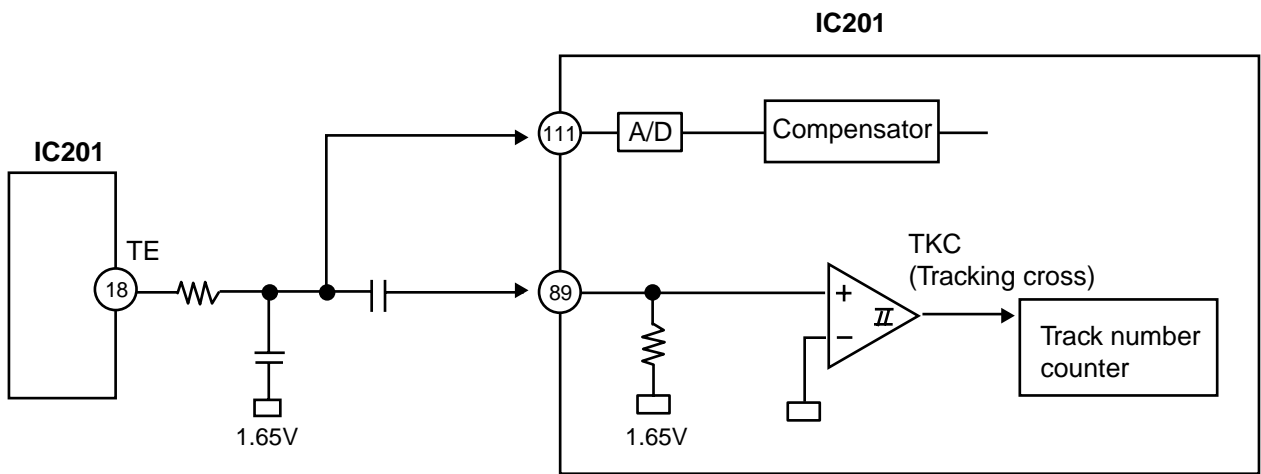 IC201
IC201
111
A/D
Compensator
TE
18
TKC
(Tracking cross)
89
+
−
Track number
counter
1.65V
1.65V